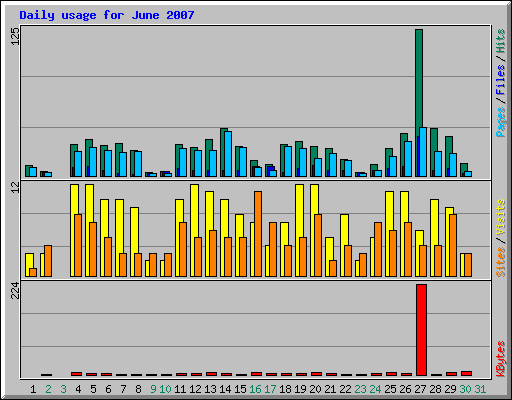 Daily usage for June 2007
125
Pages / Files / Hits
12
Sites / Visits
224
KBytes
1 2 3 4 5 6 7 8 9 10 11 12 13 14 15 16 17 18 19 20 21 22 23 24 25 26 27 28 29 30 31